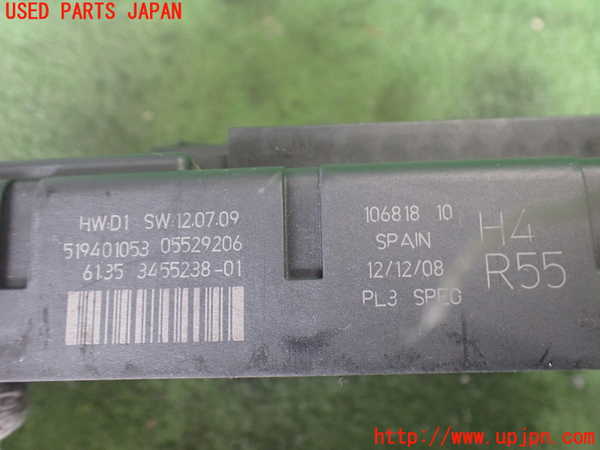 USED PARTS JAPAN
HW:D1 SW:12.07.09
519401053 05529206
61.35 3455238-01
106818 10
SPAIN
12/12/08
PL3 SPEG
H4
R55
http://www.upjpn.com/